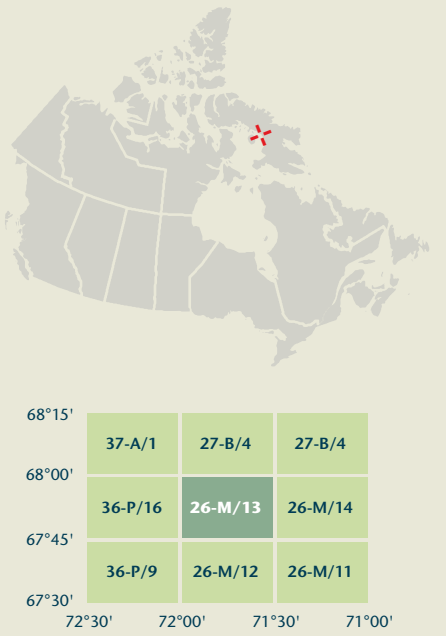 68°15'
37-A/1 27-B/4 27-B/4
68°00'
36-P/16 26-M/13 26-M/14
67°45'
36-P/9 26-M/12 26-M/11
67°30'
72°30' 72°00' 71°30' 71°00'